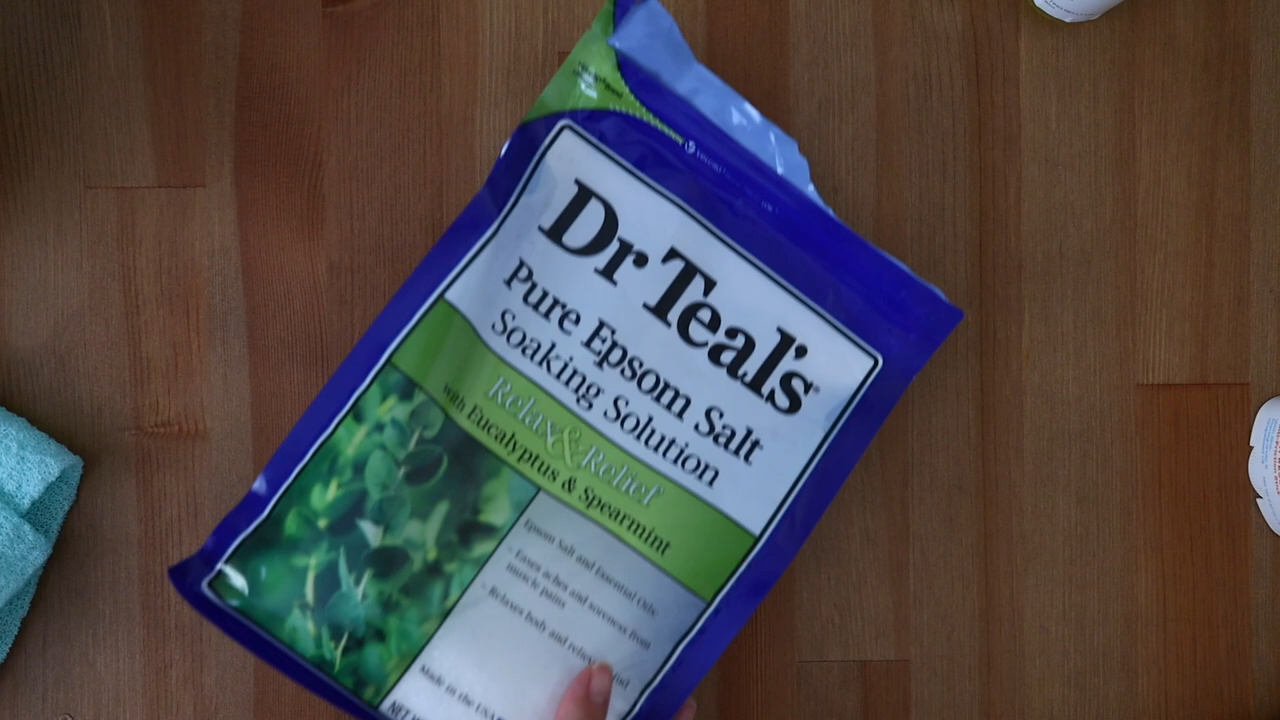 Dr Teal's
Pure Epsom Salt
Soaking Solution
Relax & Relief
with Eucalyptus & Spearmint
Epsom Salt and Essential Oils:
- Eases aches and soreness from
muscle pains
- Relaxes body and
Made in the USA
NET